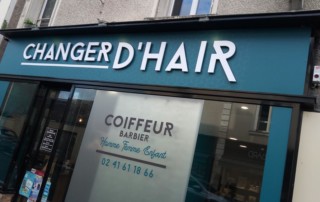 CHANGER D'HAIR
COIFFEUR
BARBIER
Homme Femme Enfant
02 41 61 18 66